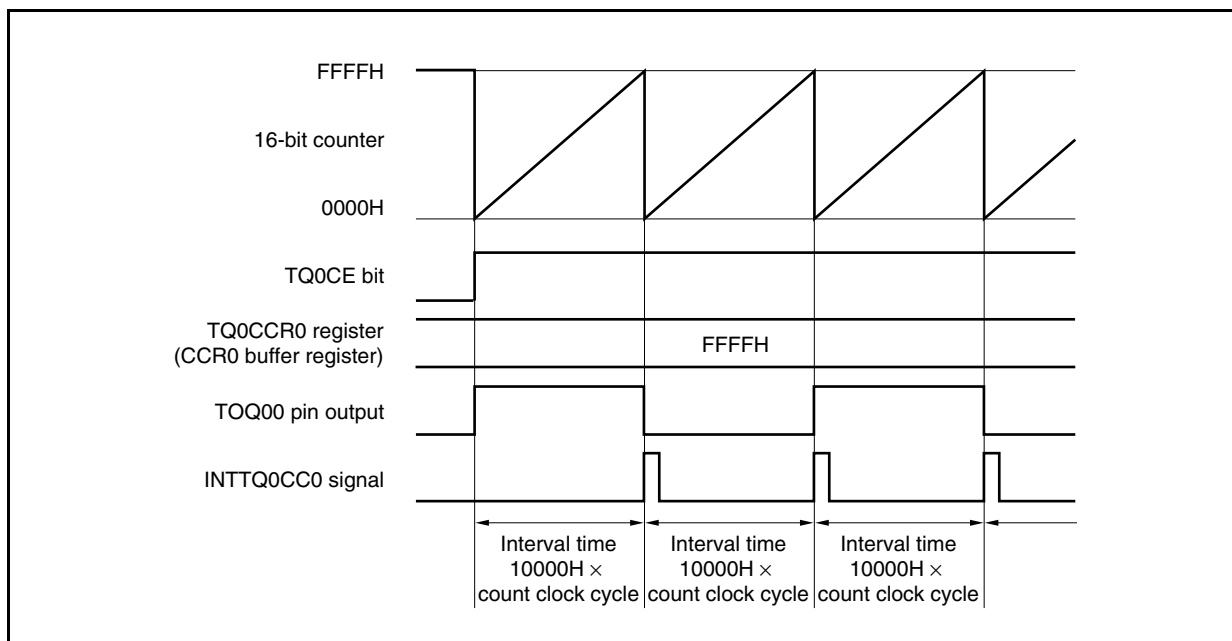 FFFFH
16-bit counter
0000H
TQ0CE bit
TQ0CCR0 register
(CCR0 buffer register)
FFFFH
TOQ00 pin output
INTTQ0CC0 signal
Interval time
10000H ×
count clock cycle
Interval time
10000H ×
count clock cycle
Interval time
10000H ×
count clock cycle